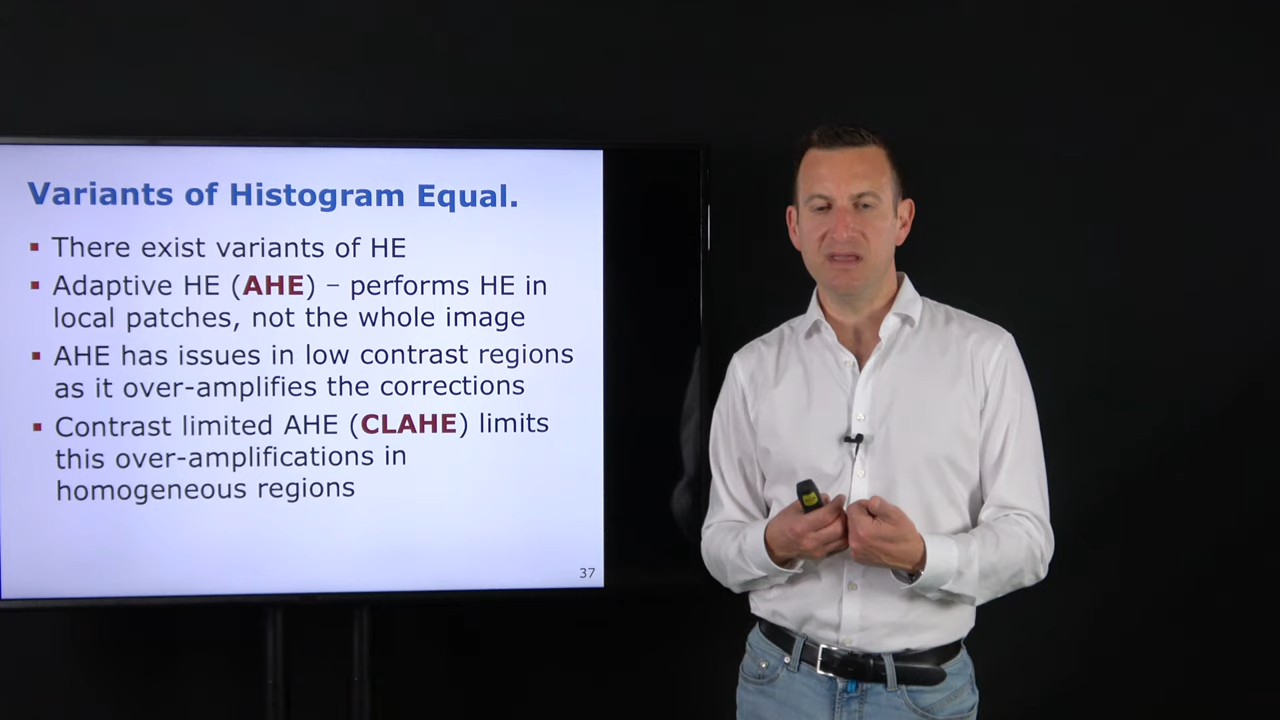 Variants of Histogram Equal.
▪ There exist variants of HE
▪ Adaptive HE (AHE) – performs HE in
local patches, not the whole image
▪ AHE has issues in low contrast regions
as it over-amplifies the corrections
▪ Contrast limited AHE (CLAHE) limits
this over-amplifications in
homogeneous regions
37